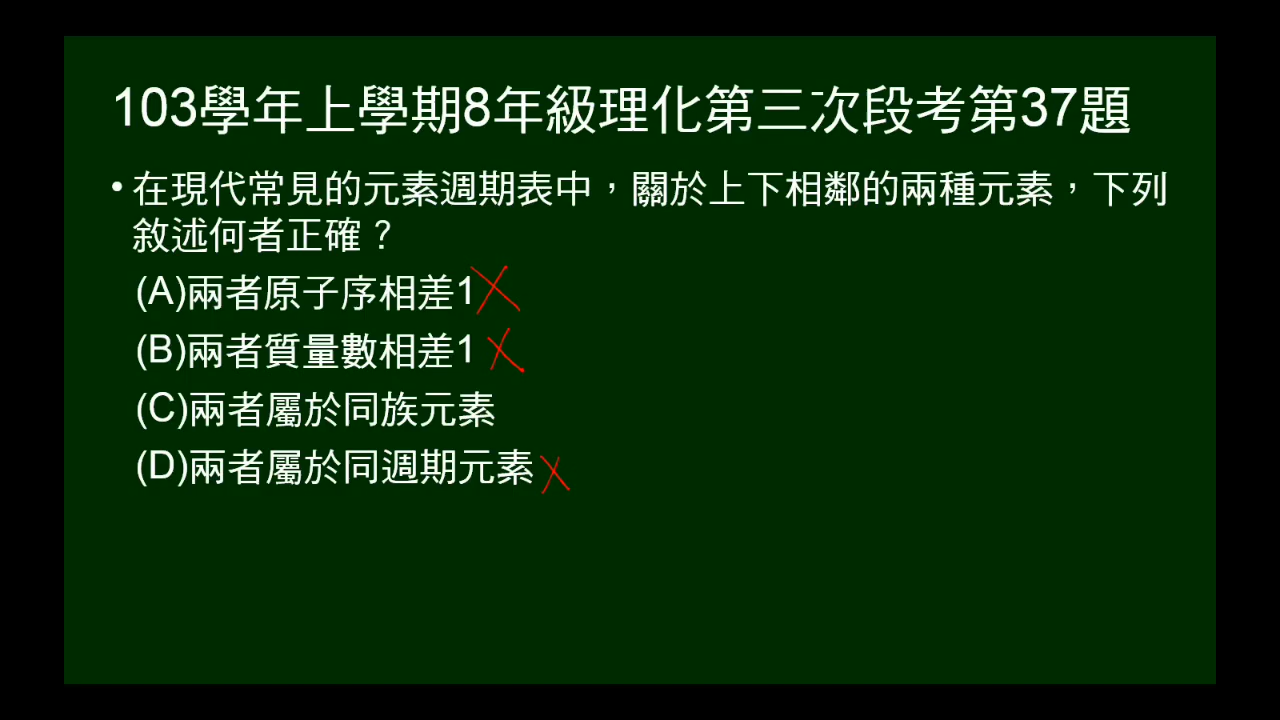 103學年上學期8年級理化第三次段考第37題
•在現代常見的元素週期表中，關於上下相鄰的兩種元素，下列
敘述何者正確？
(A)兩者原子序相差1
(B)兩者質量數相差1
(C)兩者屬於同族元素
(D)兩者屬於同週期元素